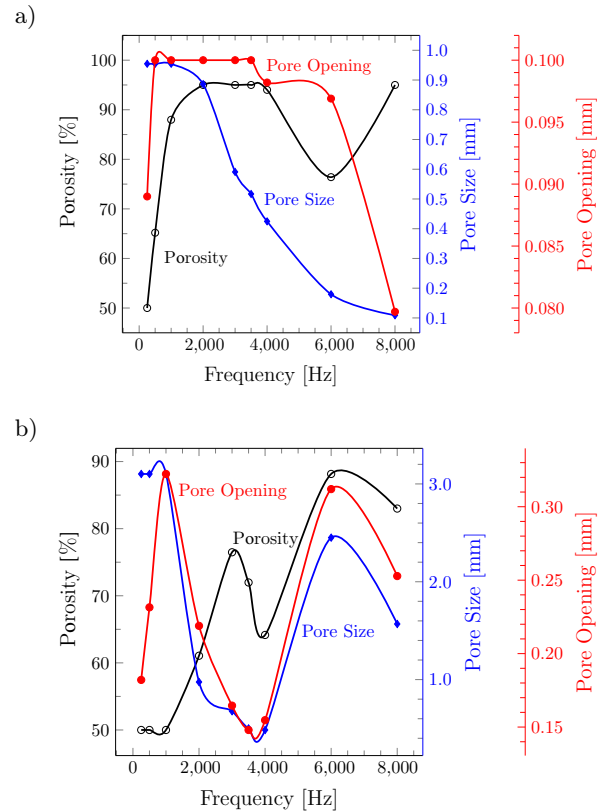 a)
100
90
80
70
60
50
Porosity [%]
Pore Opening
Pore Size
Porosity
0
2,000
4,000
6,000
8,000
Frequency [Hz]
1.0
0.9
0.8
0.7
0.6
0.5
0.4
0.3
0.2
0.1
Pore Size [mm]
0.100
0.095
0.090
0.085
0.080
Pore Opening [mm]
b)
90
80
70
60
50
Porosity [%]
Pore Opening
Porosity
Pore Size
0
2,000
4,000
6,000
8,000
Frequency [Hz]
3.0
2.0
1.0
Pore Size [mm]
0.30
0.25
0.20
0.15
Pore Opening [mm]